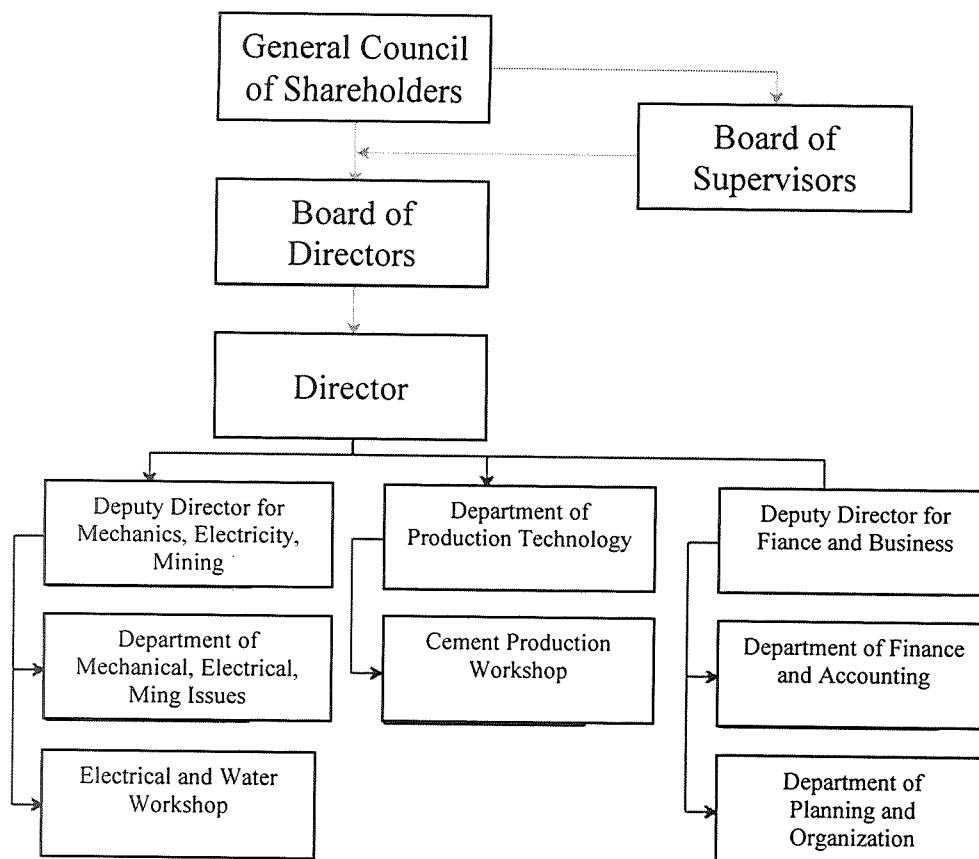 General Council
of Shareholders
Board of
Supervisors
Board of
Directors
Director
Deputy Director for
Mechanics, Electricity,
Mining
Department of
Production Technology
Deputy Director for
Fiance and Business
Department of
Mechanical, Electrical,
Ming Issues
Cement Production
Workshop
Department of Finance
and Accounting
Electrical and Water
Workshop
Department of
Planning and
Organization